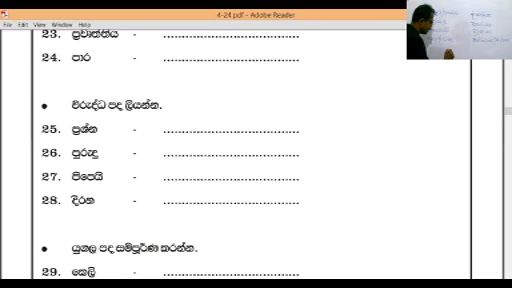 4-24.pdf - Adobe Reader
File Edit View Window Help
23. ප්‍රවෘත්තිය - ....................................
24. පාර - ....................................
• විරුද්ධ පද ලියන්න.
25. ප්‍රශ්න - ....................................
26. පුරුදු - ....................................
27. පිපෙයි - ....................................
28. දිරන - ....................................
• යුගල පද සම්පූර්ණ කරන්න.
29. කෙලි - ....................................